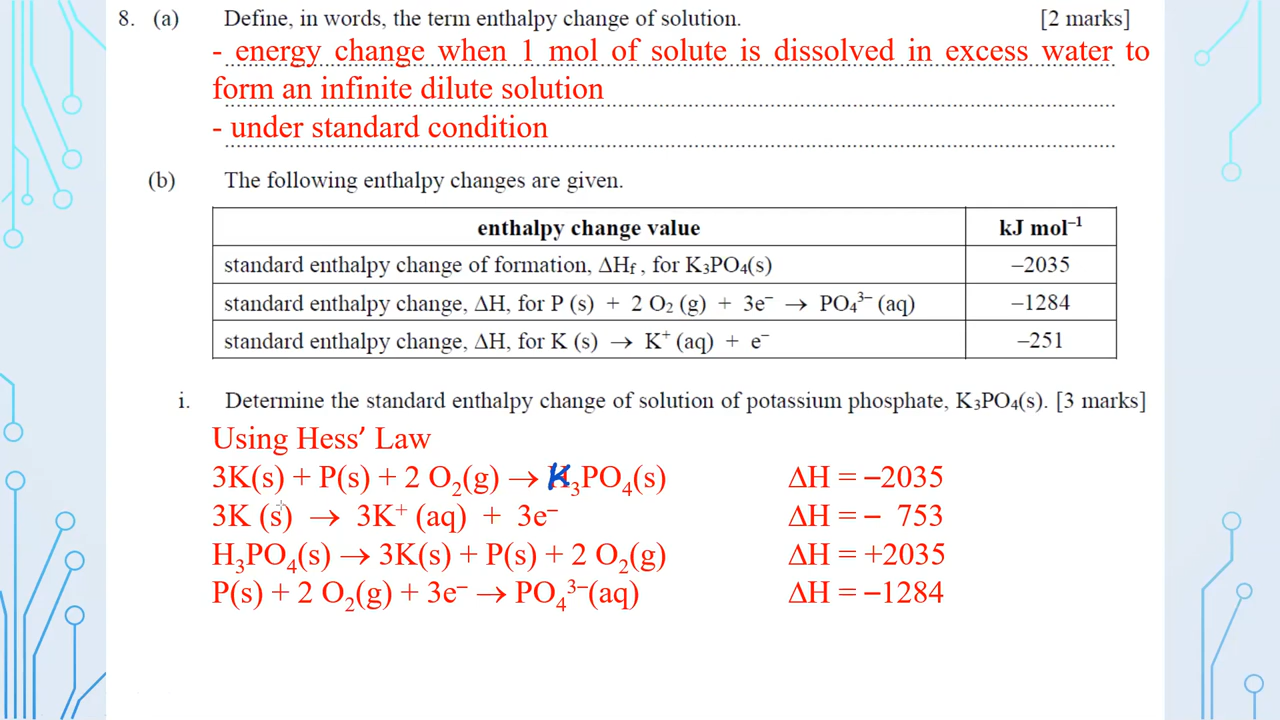 8. (a) Define, in words, the term enthalpy change of solution. [2 marks]
- energy change when 1 mol of solute is dissolved in excess water to
form an infinite dilute solution
- under standard condition
(b) The following enthalpy changes are given.
enthalpy change value kJ mol⁻¹
standard enthalpy change of formation, ΔHf , for K₃PO₄(s) –2035
standard enthalpy change, ΔH, for P (s) + 2 O₂ (g) + 3e⁻ → PO₄³⁻ (aq) –1284
standard enthalpy change, ΔH, for K (s) → K⁺ (aq) + e⁻ –251
i. Determine the standard enthalpy change of solution of potassium phosphate, K₃PO₄(s). [3 marks]
Using Hess’ Law
3K(s) + P(s) + 2 O₂(g) → K₃PO₄(s) ΔH = –2035
3K (s) → 3K⁺ (aq) + 3e⁻ ΔH = – 753
H₃PO₄(s) → 3K(s) + P(s) + 2 O₂(g) ΔH = +2035
P(s) + 2 O₂(g) + 3e⁻ → PO₄³⁻(aq) ΔH = –1284